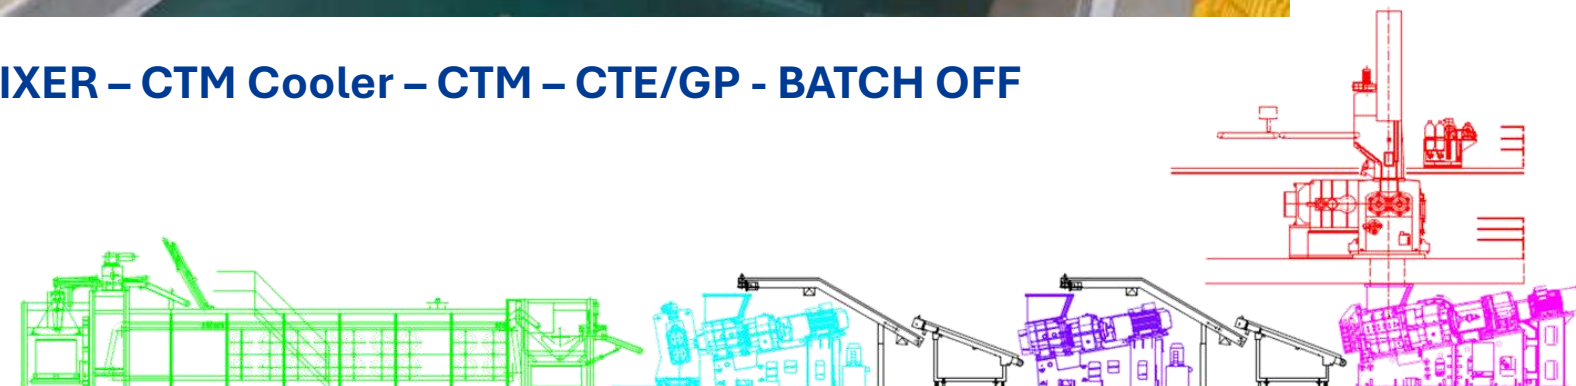 IXER – CTM Cooler – CTM – CTE/GP - BATCH OFF